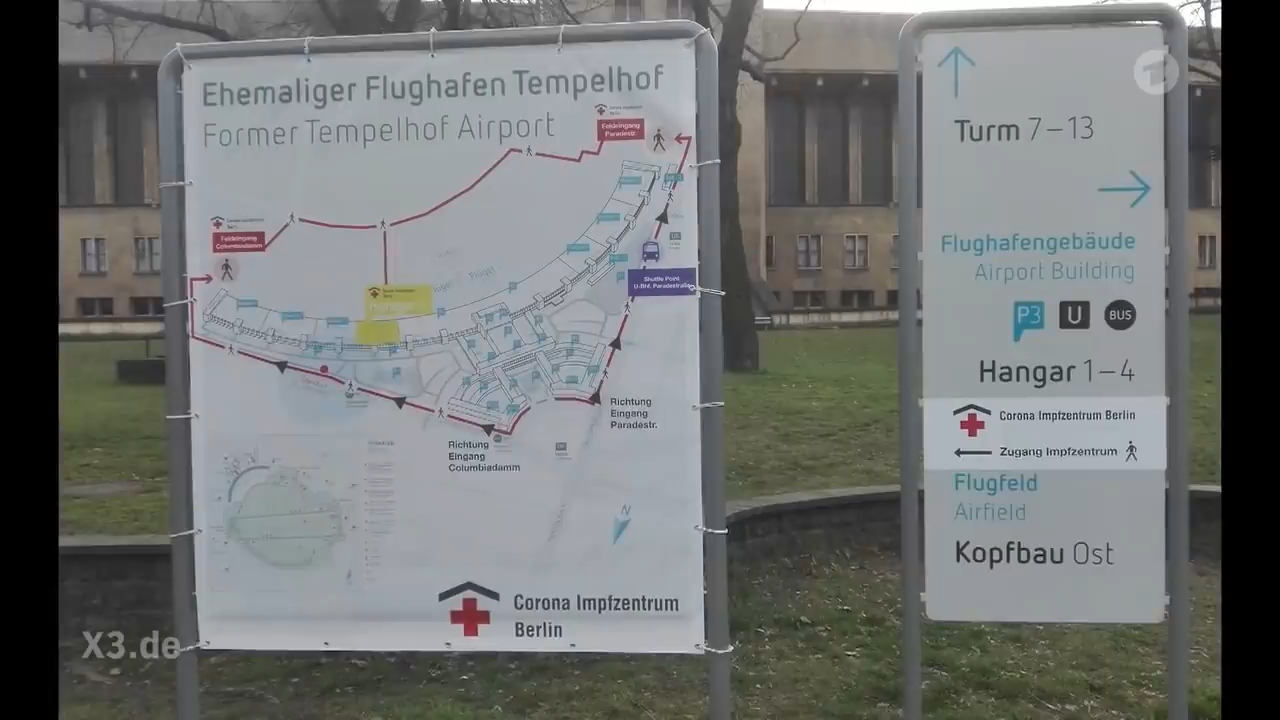 Ehemaliger Flughafen Tempelhof
Former Tempelhof Airport
Feldeingang
Paradestr.
Feldeingang
Columbiadamm
Shuttle Point
U-Bhf. Paradestraße
Richtung
Eingang
Paradestr.
Richtung
Eingang
Columbiadamm
N
Corona Impfzentrum
Berlin
Turm 7–13
Flughafengebäude
Airport Building
P3 U BUS
Hangar 1–4
Corona Impfzentrum Berlin
Zugang Impfzentrum
Flugfeld
Airfield
Kopfbau Ost
1
X3.de